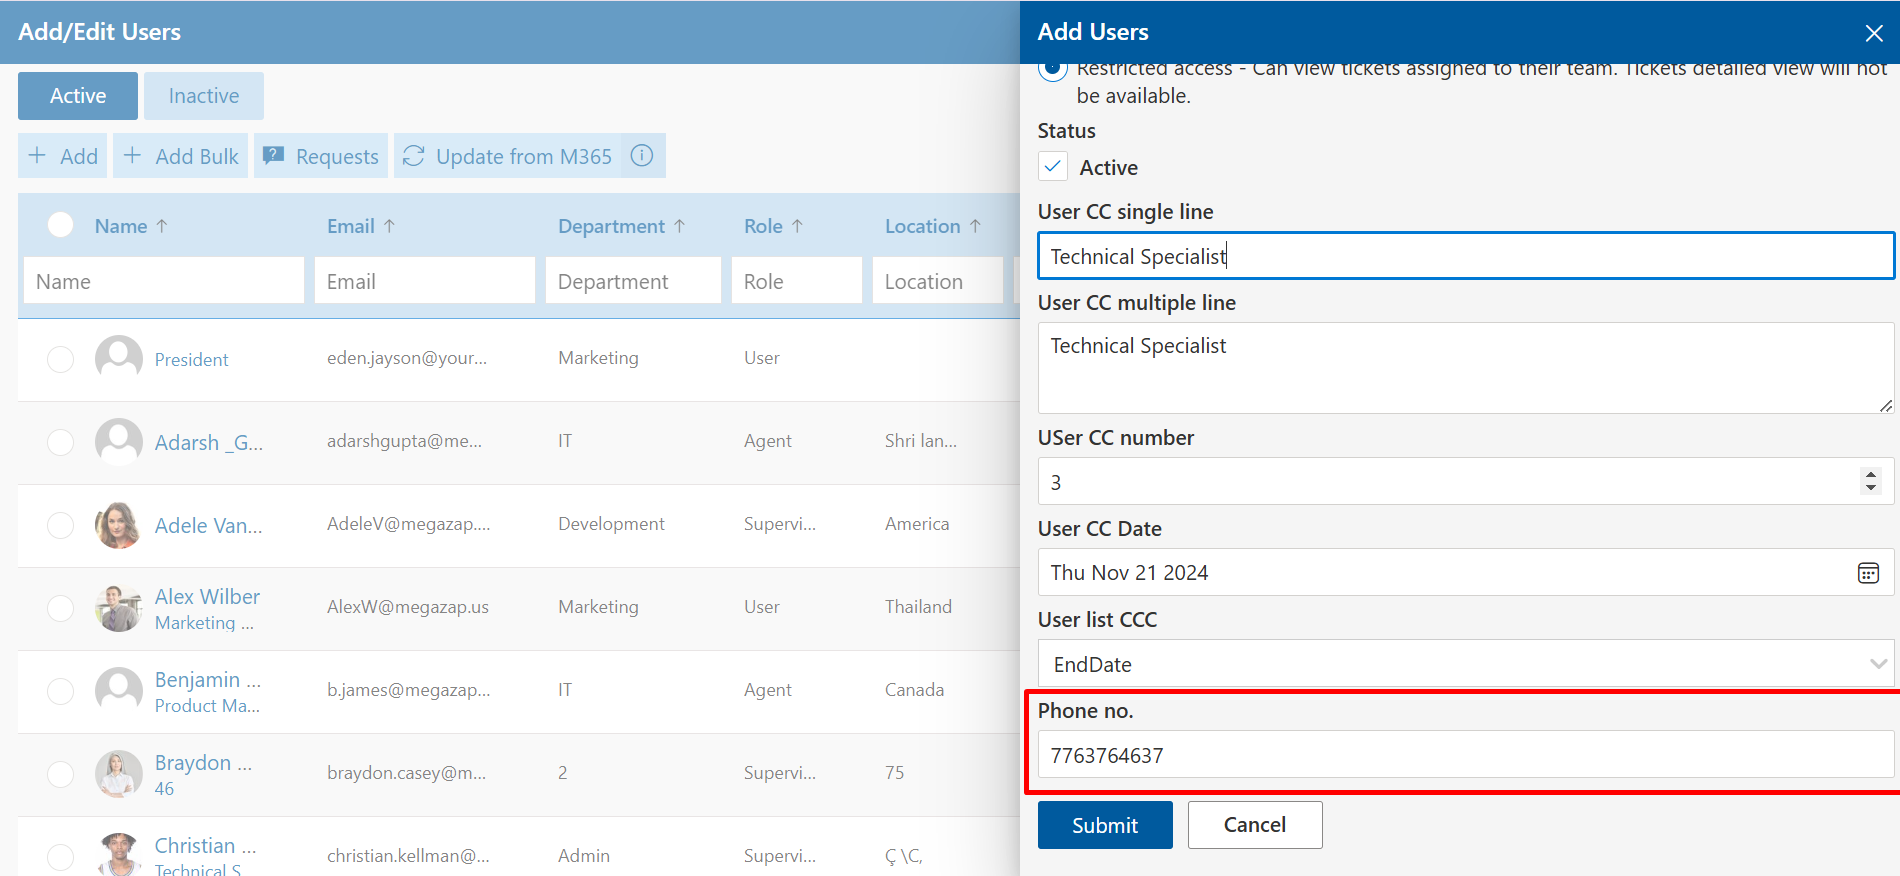 Add/Edit Users
Active
Inactive
Add
Add Bulk
Requests
Update from M365
Name ↑ Email ↑ Department ↑ Role ↑ Location ↑
Name Email Department Role Location
President eden.jayson@your... Marketing User
Adarsh _G... adarshgupta@me... IT Agent Shri lan...
Adele Van... AdeleV@megazap.... Development Supervi... America
Alex Wilber AlexW@megazap.us Marketing User Thailand
Marketing ...
Benjamin ... b.james@megazap... IT Agent Canada
Product Ma...
Braydon ... braydon.casey@m... 2 Supervi... 75
46
Christian ... christian.kellman@... Admin Supervi... Ç \C,
Technical S...
Add Users
Restricted access - Can view tickets assigned to their team. Tickets detailed view will not
be available.
Status
Active
User CC single line
Technical Specialist
User CC multiple line
Technical Specialist
USer CC number
3
User CC Date
Thu Nov 21 2024
User list CCC
EndDate
Phone no.
7763764637
Submit
Cancel